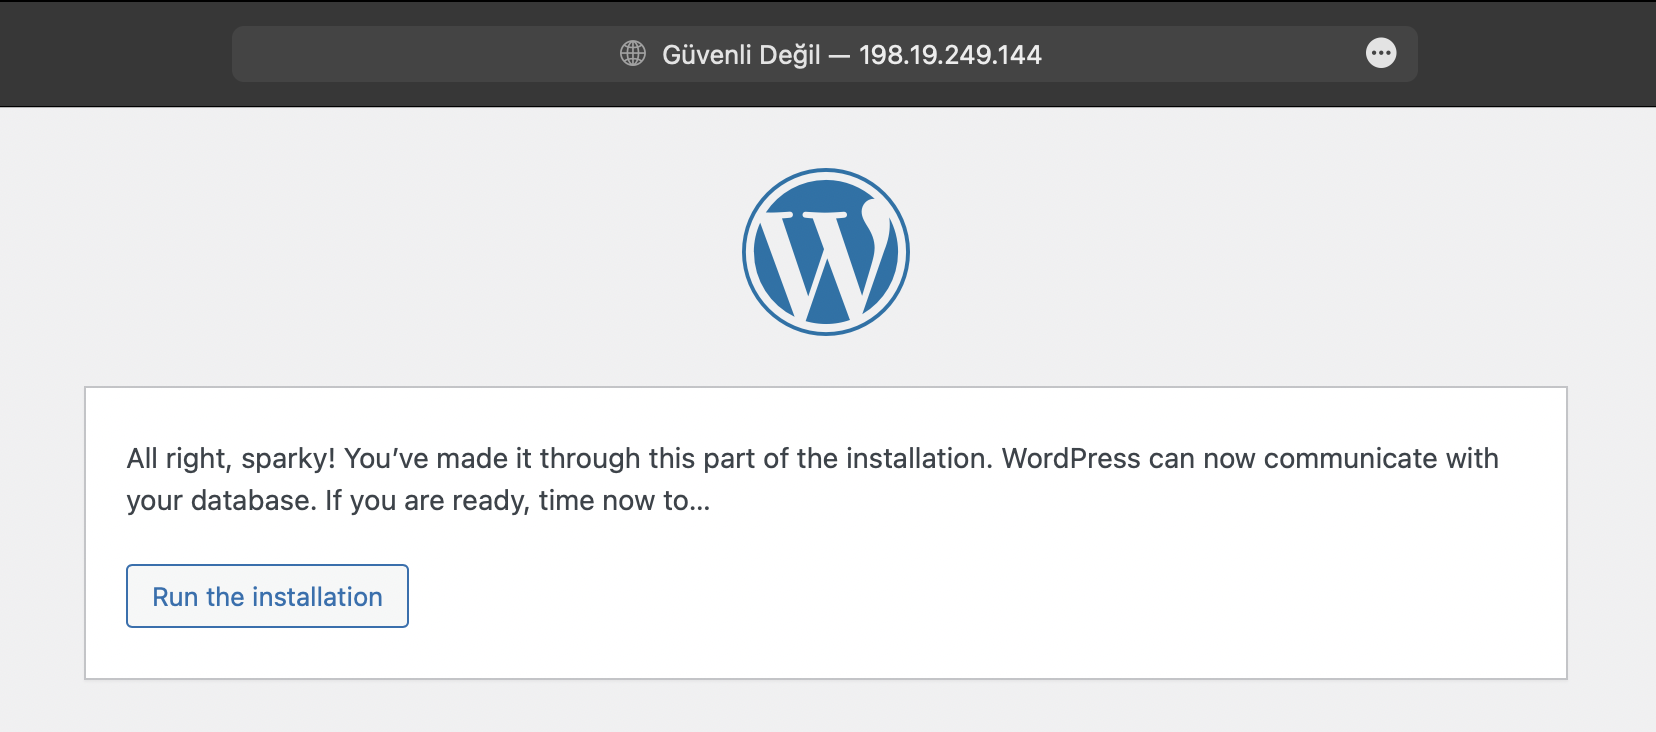 Güvenli Değil — 198.19.249.144
All right, sparky! You’ve made it through this part of the installation. WordPress can now communicate with
your database. If you are ready, time now to…
Run the installation